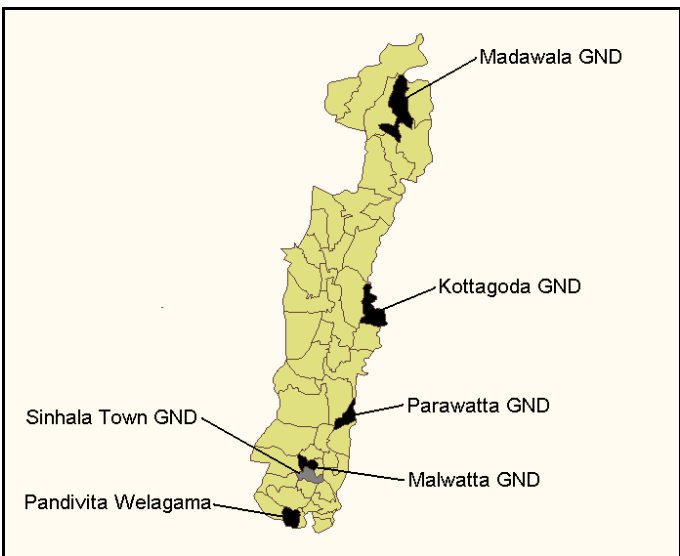 Madawala GND
Kottagoda GND
Parawatta GND
Sinhala Town GND
Malwatta GND
Pandivita Welagama